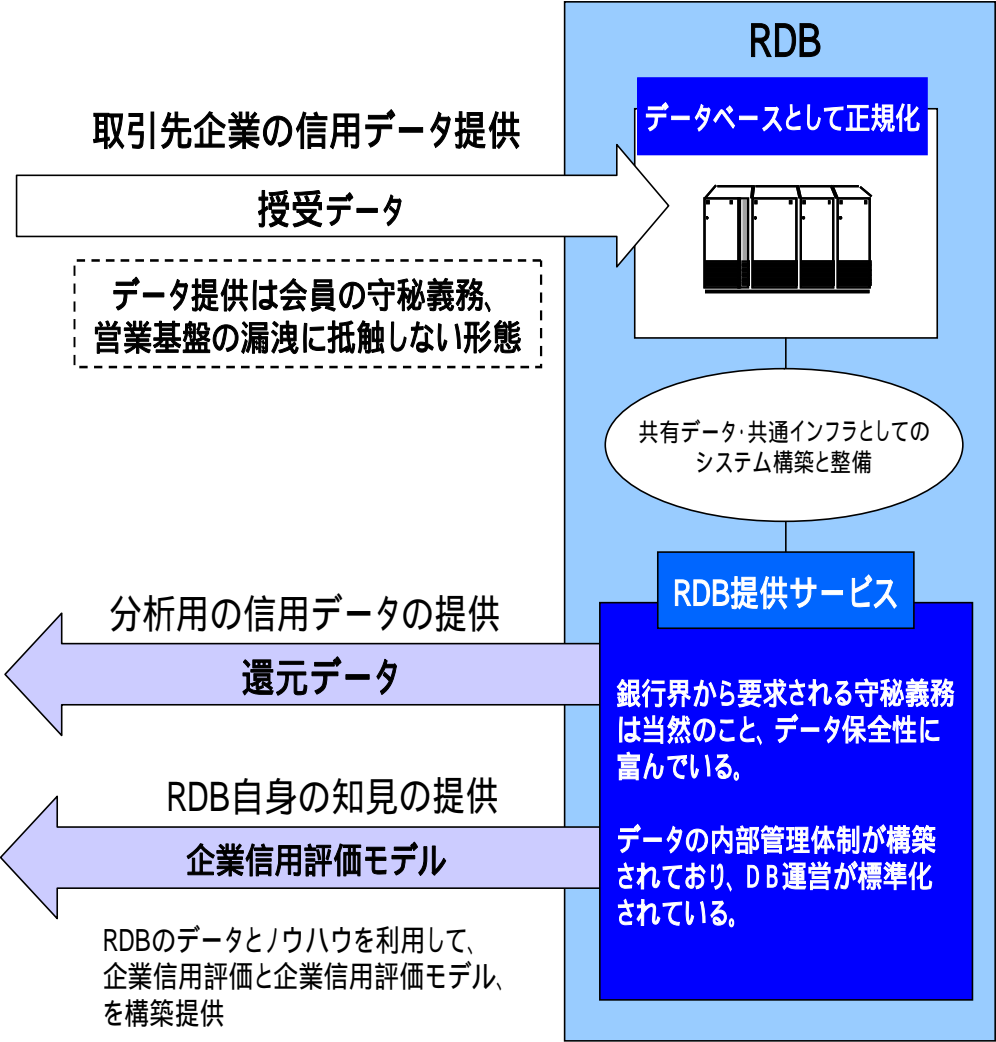 RDB
データベースとして正規化
取引先企業の信用データ提供
授受データ
データ提供は会員の守秘義務、
営業基盤の漏洩に抵触しない形態
共有データ・共通インフラとしての
システム構築と整備
RDB提供サービス
分析用の信用データの提供
還元データ
銀行界から要求される守秘義務
は当然のこと、データ保全性に
富んでいる。
データの内部管理体制が構築
されており、ＤＢ運営が標準化
されている。
RDB自身の知見の提供
企業信用評価モデル
RDBのデータとノウハウを利用して、
企業信用評価と企業信用評価モデル、
を構築提供